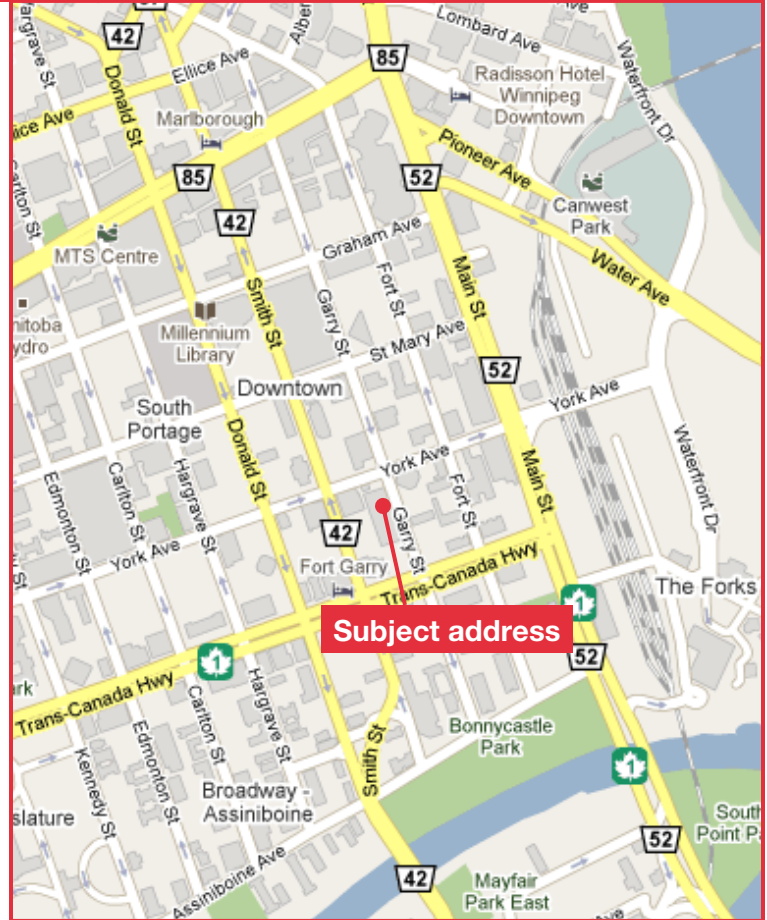 Lombard Ave
42
85
Waterfront Dr
Donald St
Ellice Ave
Radisson Hotel
Winnipeg
Downtown
Marlborough
Pioneer Ave
85
52
Canwest
Park
Carlton St
42
Graham Ave
MTS Centre
Water Ave
Fort St
Main St
Smith St
Garry St
Millennium
Library
St Mary Ave
52
Downtown
South
Portage
York Ave
Donald St
Waterfront Dr
York Ave
Main St
Edmonton St
Carlton St
Hargrave St
Fort St
42
Garry St
York Ave
Fort Garry
Trans-Canada Hwy
The Forks
1
Subject address
1
52
Trans-Canada Hwy
Carlton St
Hargrave St
Bonnycastle
Park
Edmonton St
Smith St
1
Kennedy St
Broadway -
Assiniboine
South
52
Assiniboine Ave
42
Mayfair
Park East